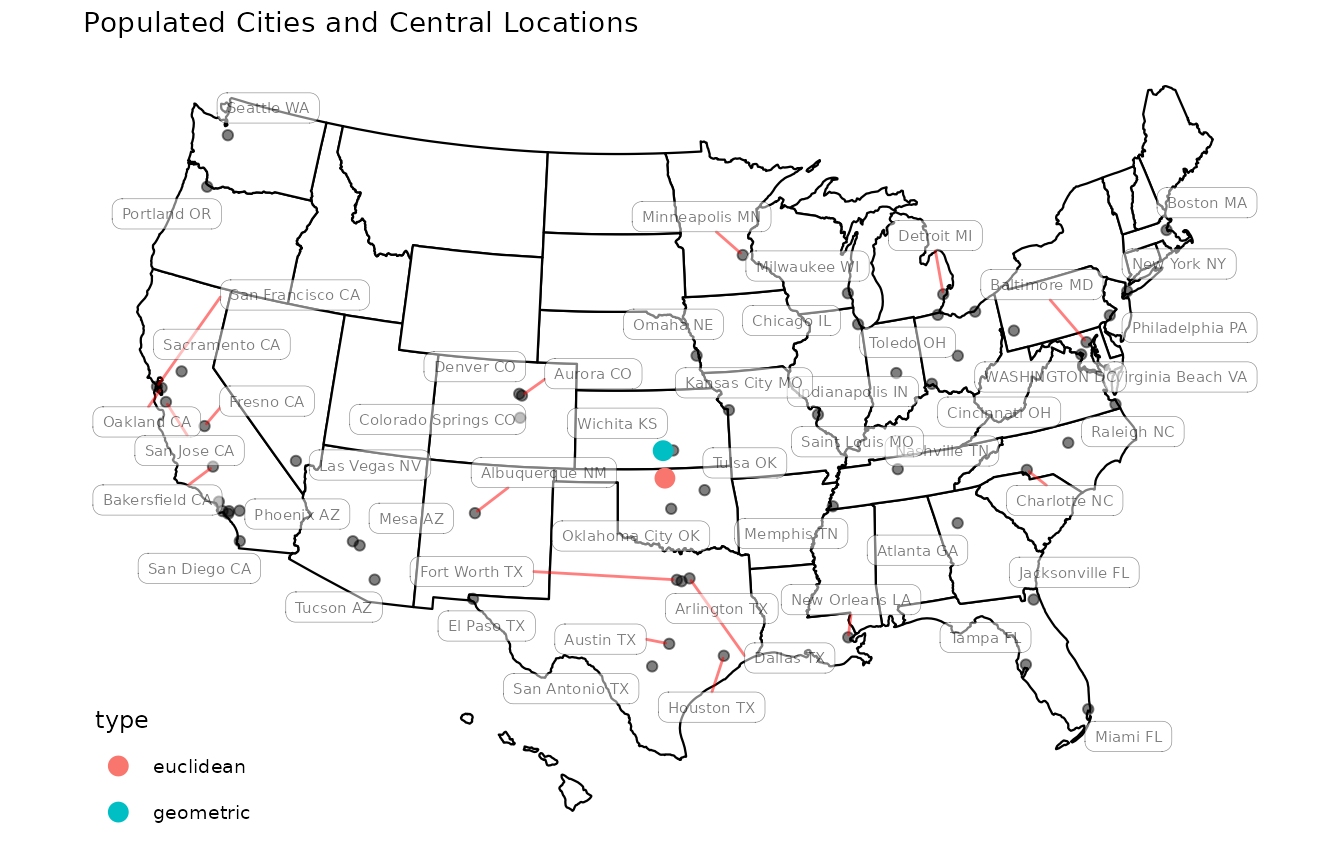 Populated Cities and Central Locations
Seattle WA
Portland OR
Boston MA
Minneapolis MN
Detroit MI
New York NY
Milwaukee WI
Baltimore MD
San Francisco CA
Omaha NE
Chicago IL
Philadelphia PA
Sacramento CA
Toledo OH
Denver CO
Aurora CO
Kansas City MO
Indianapolis IN
WASHINGTON DC
Virginia Beach VA
Fresno CA
Oakland CA
Colorado Springs CO
Wichita KS
Cincinnati OH
Raleigh NC
San Jose CA
Saint Louis MO
Nashville TN
Las Vegas NV
Albuquerque NM
Tulsa OK
Bakersfield CA
Phoenix AZ
Mesa AZ
Charlotte NC
Oklahoma City OK
Memphis TN
Atlanta GA
San Diego CA
Fort Worth TX
Jacksonville FL
Tucson AZ
Arlington TX
New Orleans LA
El Paso TX
Austin TX
Tampa FL
Dallas TX
San Antonio TX
Houston TX
Miami FL
type
euclidean
geometric